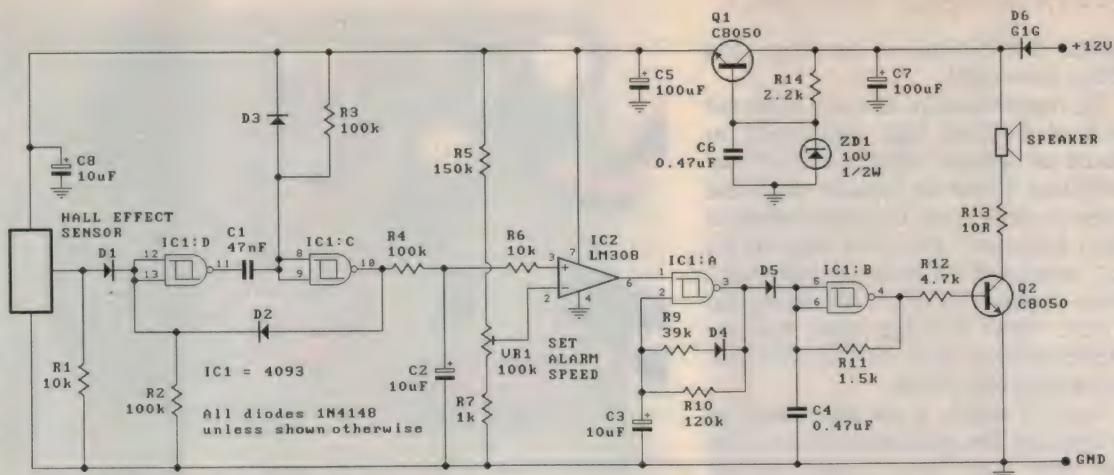 Q1
C8050
D6
G1G
+12V
C5
100uF
R14
2.2k
C7
100uF
D3
R3
100k
C6
0.47uF
ZD1
10V
1/2W
SPEAKER
R5
150k
C8
10uF
HALL EFFECT
SENSOR
R13
10R
D1
12
13
IC1:D
11
C1
47nF
8
9
IC1:C
10
R4
100k
R6
10k
IC2
LM308
7
3
+
2
-
4
6
1
2
IC1:A
3
D5
IC1:B
5
6
4
R12
4.7k
Q2
C8050
D2
R9
39k
D4
R11
1.5k
R1
10k
R2
100k
IC1 = 4093
All diodes 1N4148
unless shown otherwise
C2
10uF
VR1
100k
SET
ALARM
SPEED
R7
1k
C3
10uF
R10
120k
C4
0.47uF
GND